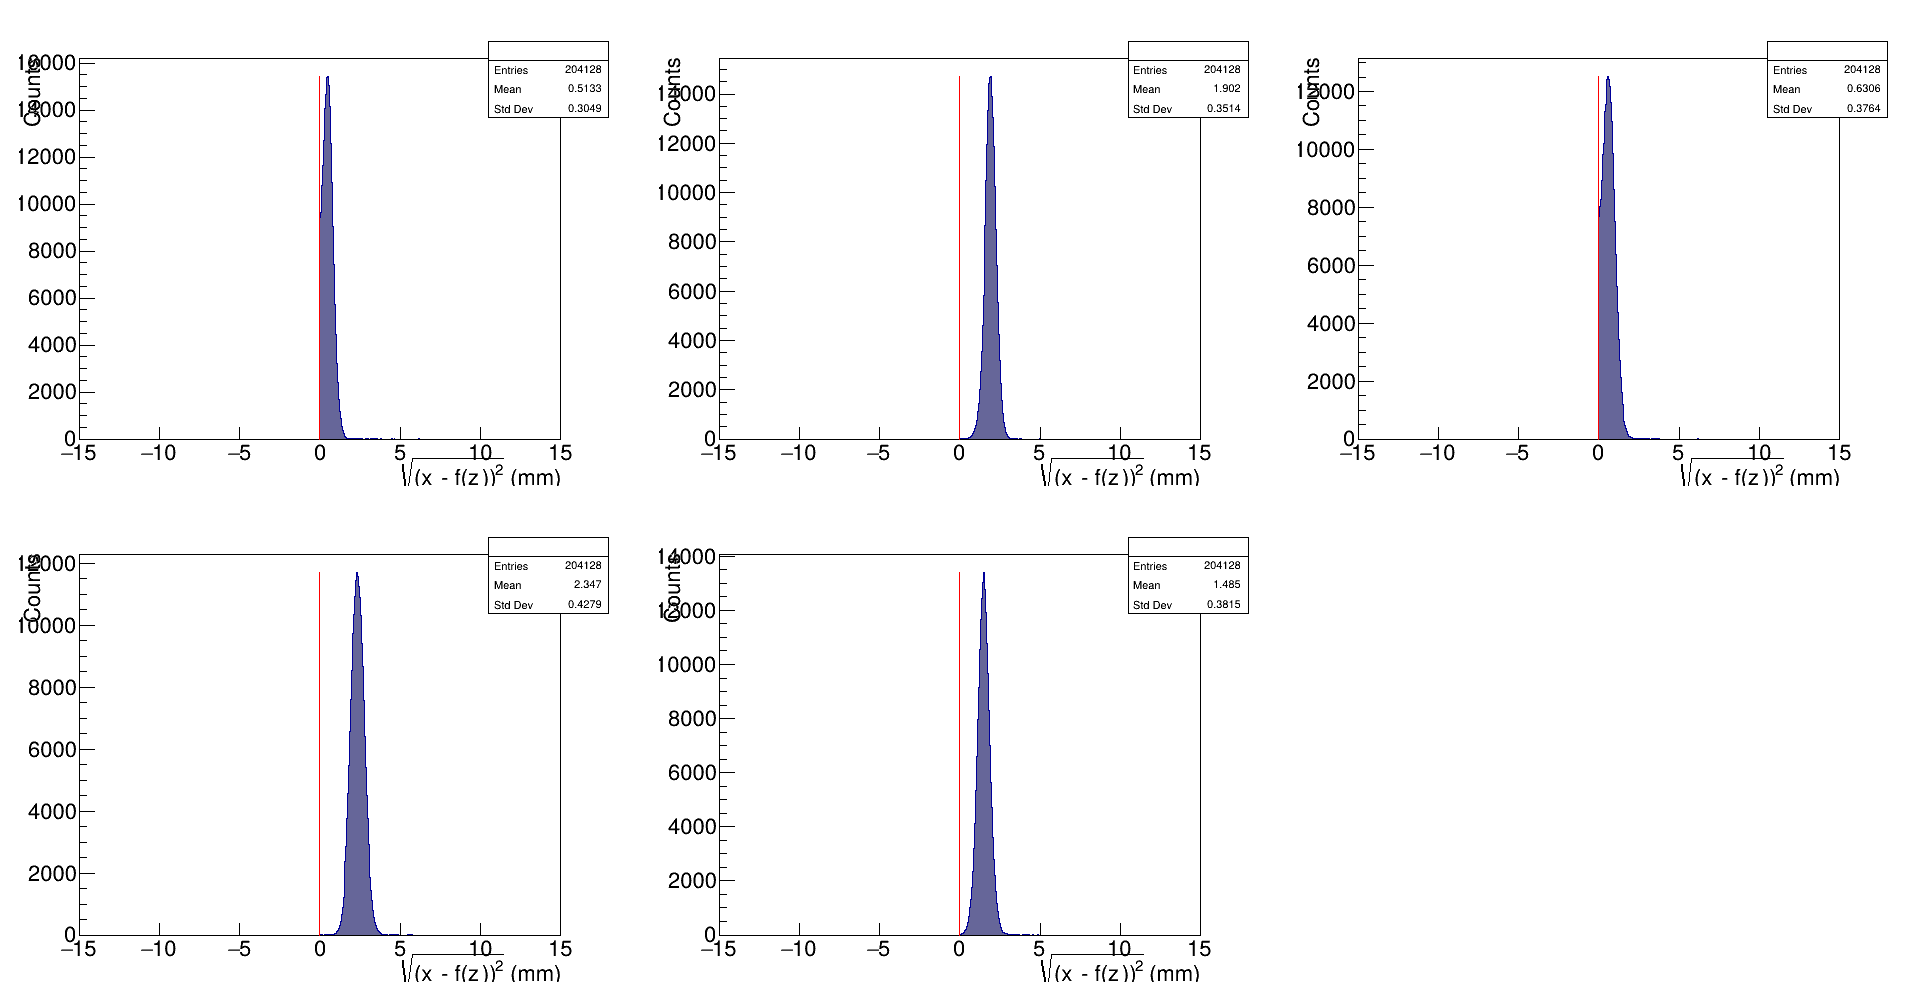 Counts
16000
14000
12000
10000
8000
6000
4000
2000
0
−15 −10 −5 0 5 10 15
√(x - f(z))² (mm)
Entries 204128
Mean 0.5133
Std Dev 0.3049
Counts
14000
12000
10000
8000
6000
4000
2000
0
−15 −10 −5 0 5 10 15
√(x - f(z))² (mm)
Entries 204128
Mean 1.902
Std Dev 0.3514
Counts
12000
10000
8000
6000
4000
2000
0
−15 −10 −5 0 5 10 15
√(x - f(z))² (mm)
Entries 204128
Mean 0.6306
Std Dev 0.3764
Counts
12000
10000
8000
6000
4000
2000
0
−15 −10 −5 0 5 10 15
√(x - f(z))² (mm)
Entries 204128
Mean 2.347
Std Dev 0.4279
Counts
14000
12000
10000
8000
6000
4000
2000
0
−15 −10 −5 0 5 10 15
√(x - f(z))² (mm)
Entries 204128
Mean 1.485
Std Dev 0.3815